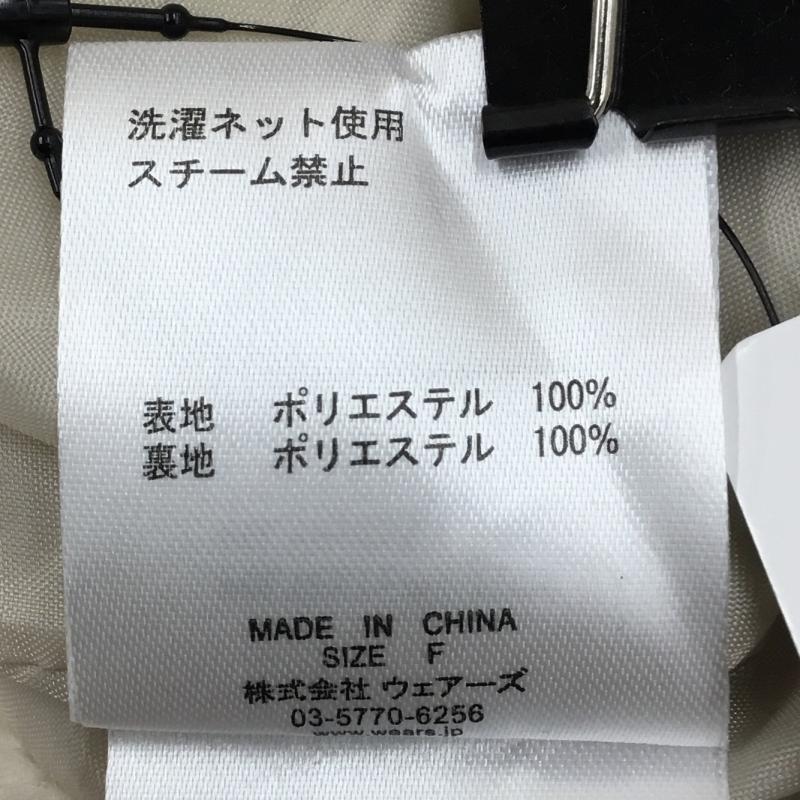 洗濯ネット使用
スチーム禁止
表地 ポリエステル 100%
裏地 ポリエステル 100%
MADE IN CHINA
SIZE F
株式会社 ウェアーズ
03-5770-6256
www.wears.jp